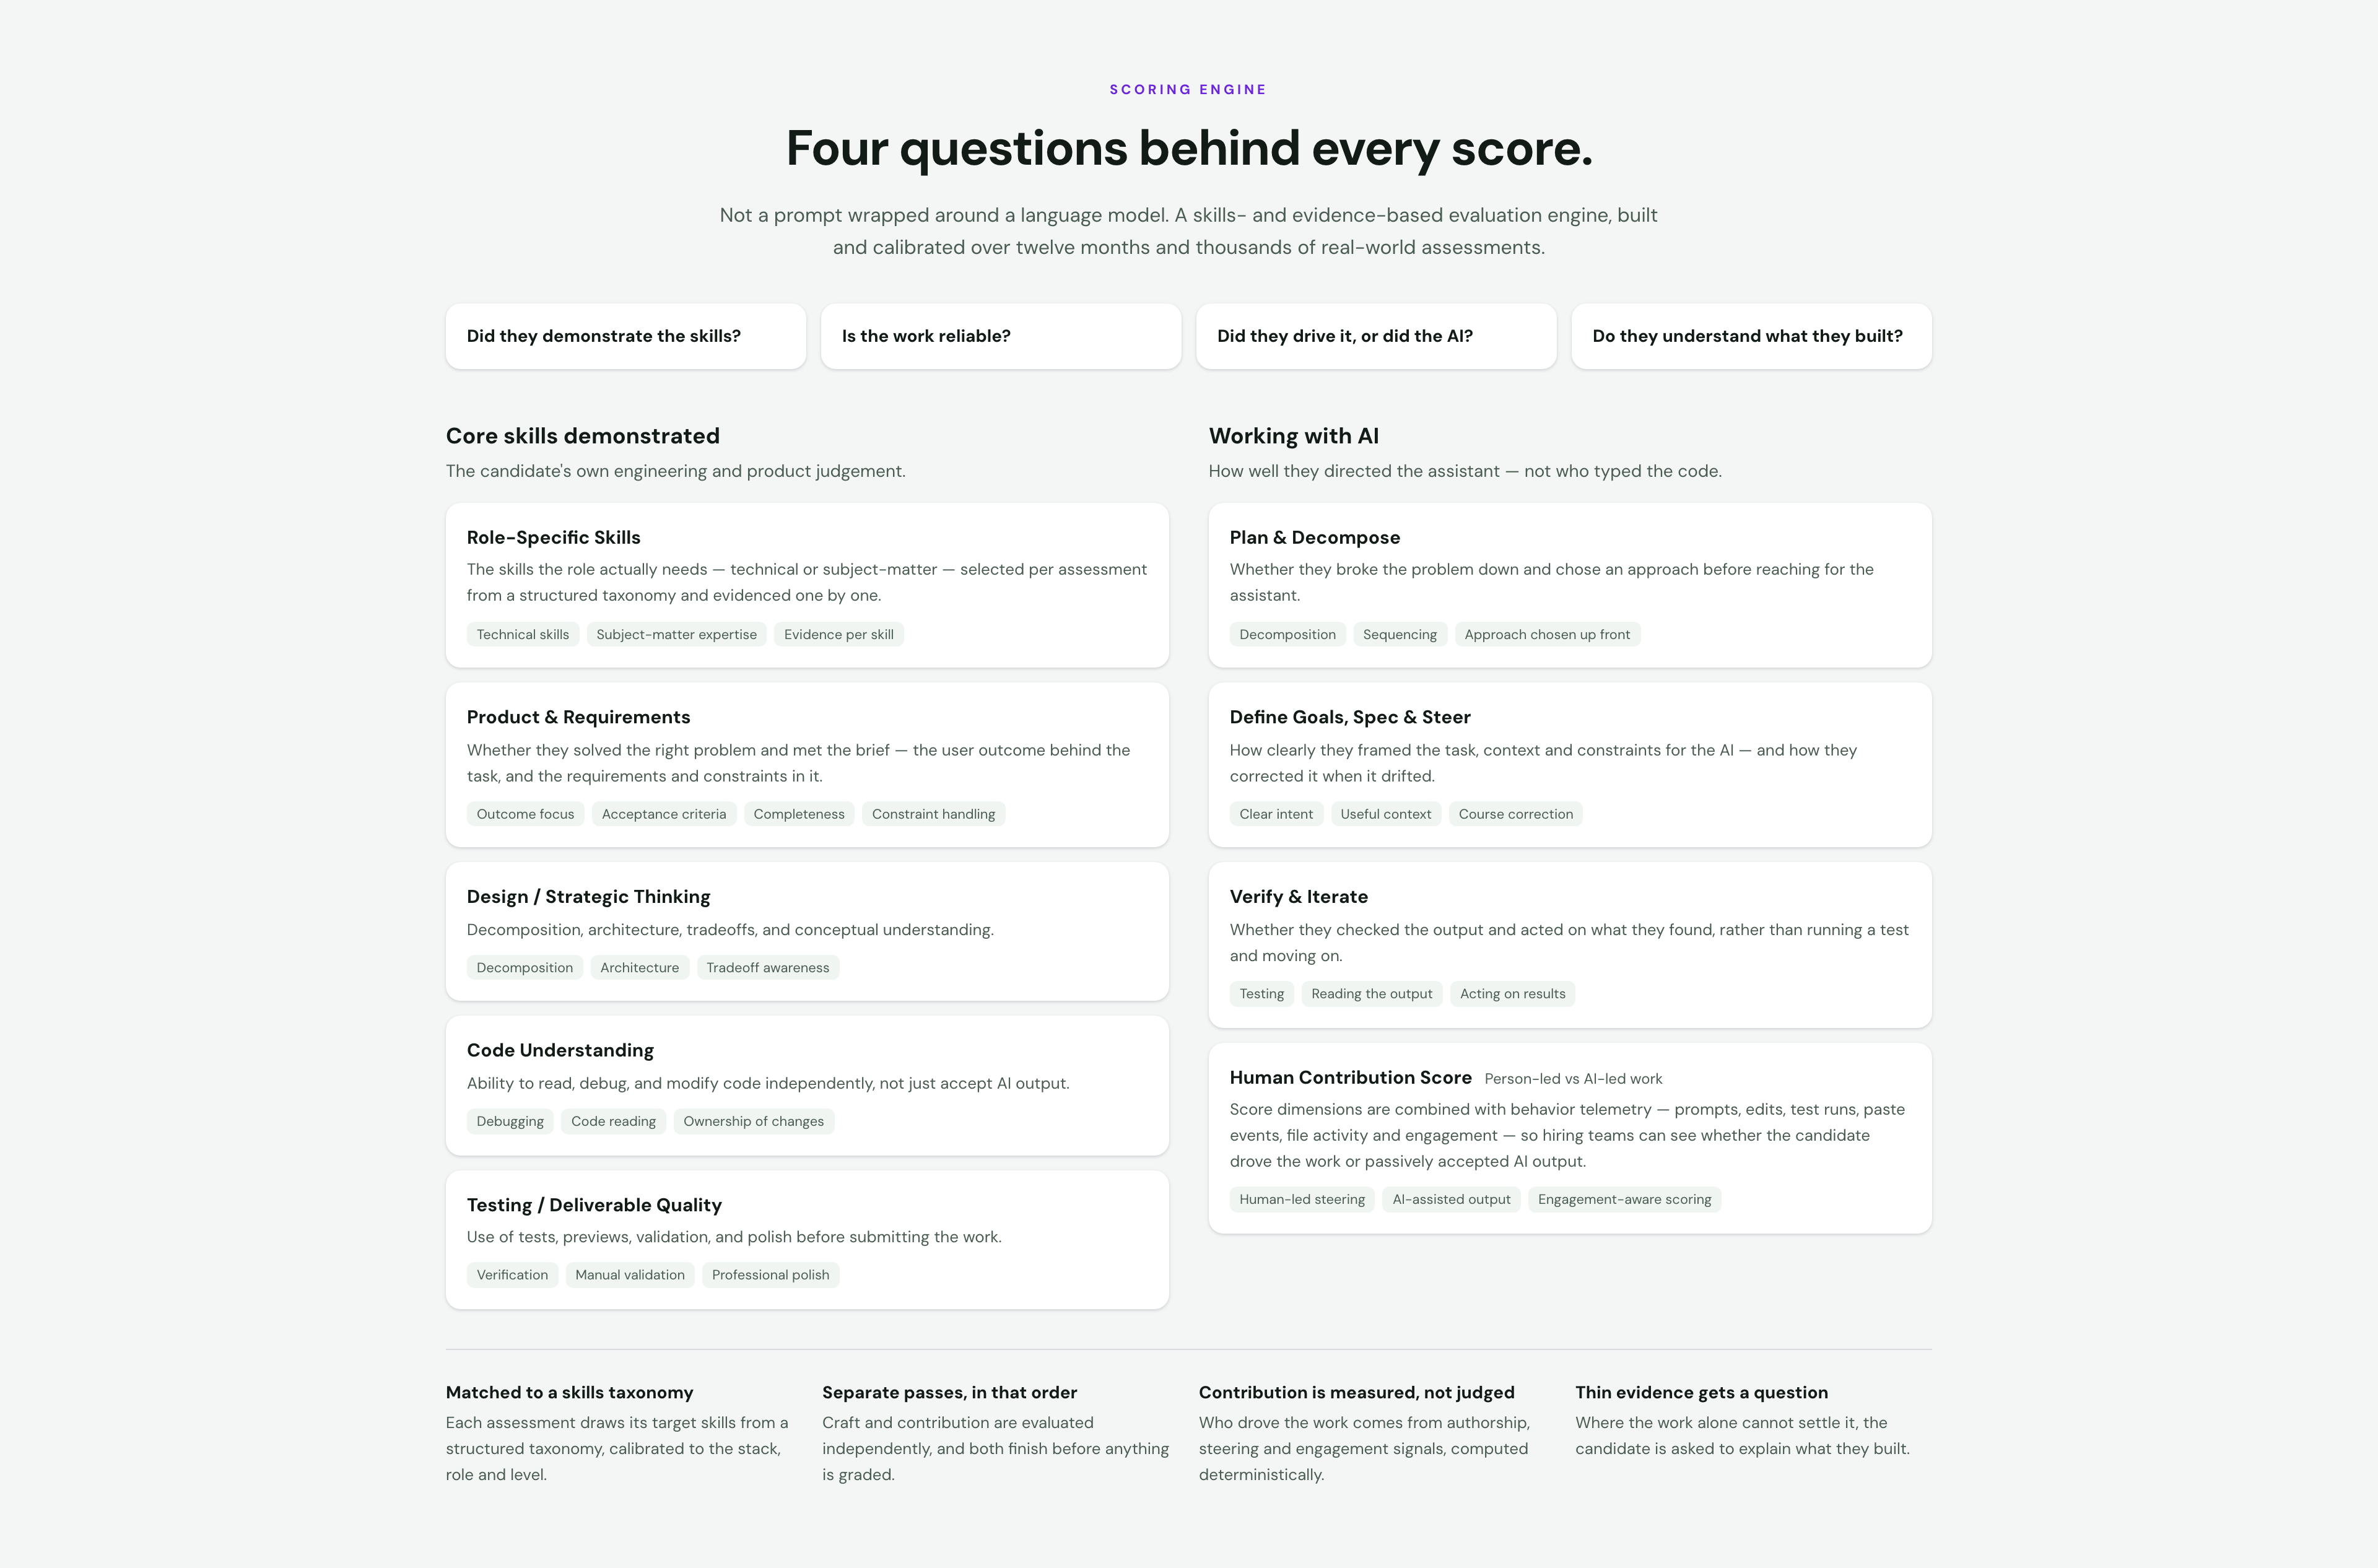 SCORING ENGINE
Four questions behind every score.
Not a prompt wrapped around a language model. A skills- and evidence-based evaluation engine, built
and calibrated over twelve months and thousands of real-world assessments.
Did they demonstrate the skills?
Is the work reliable?
Did they drive it, or did the AI?
Do they understand what they built?
Core skills demonstrated
The candidate's own engineering and product judgement.
Role-Specific Skills
The skills the role actually needs — technical or subject-matter — selected per assessment
from a structured taxonomy and evidenced one by one.
Technical skills
Subject-matter expertise
Evidence per skill
Product & Requirements
Whether they solved the right problem and met the brief — the user outcome behind the
task, and the requirements and constraints in it.
Outcome focus
Acceptance criteria
Completeness
Constraint handling
Design / Strategic Thinking
Decomposition, architecture, tradeoffs, and conceptual understanding.
Decomposition
Architecture
Tradeoff awareness
Code Understanding
Ability to read, debug, and modify code independently, not just accept AI output.
Debugging
Code reading
Ownership of changes
Testing / Deliverable Quality
Use of tests, previews, validation, and polish before submitting the work.
Verification
Manual validation
Professional polish
Working with AI
How well they directed the assistant — not who typed the code.
Plan & Decompose
Whether they broke the problem down and chose an approach before reaching for the
assistant.
Decomposition
Sequencing
Approach chosen up front
Define Goals, Spec & Steer
How clearly they framed the task, context and constraints for the AI — and how they
corrected it when it drifted.
Clear intent
Useful context
Course correction
Verify & Iterate
Whether they checked the output and acted on what they found, rather than running a test
and moving on.
Testing
Reading the output
Acting on results
Human Contribution Score Person-led vs AI-led work
Score dimensions are combined with behavior telemetry — prompts, edits, test runs, paste
events, file activity and engagement — so hiring teams can see whether the candidate
drove the work or passively accepted AI output.
Human-led steering
AI-assisted output
Engagement-aware scoring
Matched to a skills taxonomy
Each assessment draws its target skills from a
structured taxonomy, calibrated to the stack,
role and level.
Separate passes, in that order
Craft and contribution are evaluated
independently, and both finish before anything
is graded.
Contribution is measured, not judged
Who drove the work comes from authorship,
steering and engagement signals, computed
deterministically.
Thin evidence gets a question
Where the work alone cannot settle it, the
candidate is asked to explain what they built.